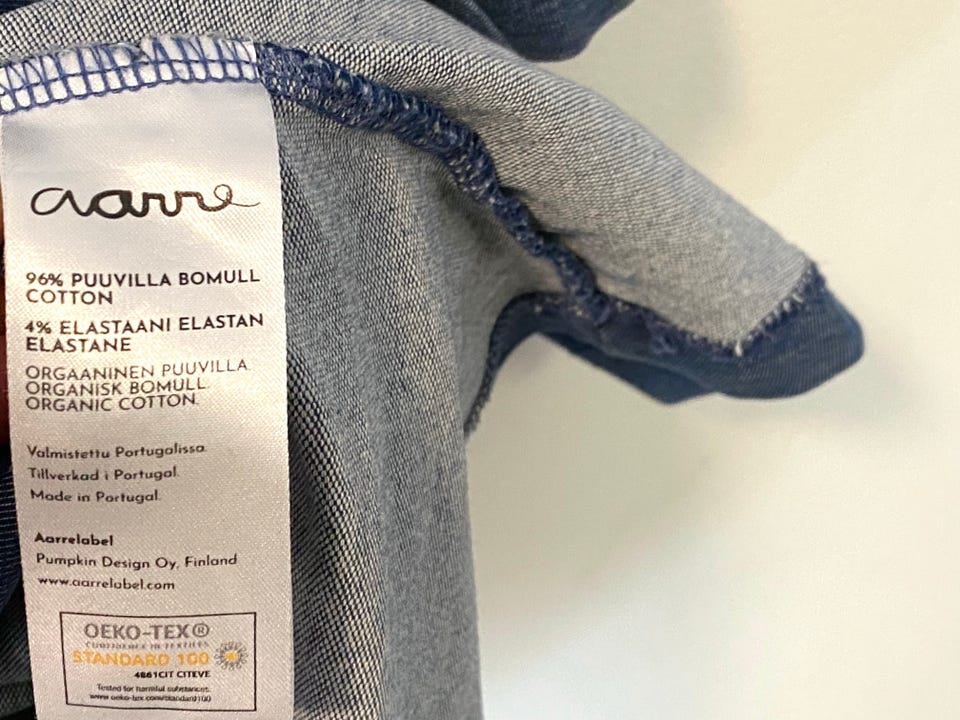 aarre
96% PUUVILLA BOMULL
COTTON
4% ELASTAANI ELASTAN
ELASTANE
ORGAANINEN PUUVILLA.
ORGANISK BOMULL.
ORGANIC COTTON.
Valmistettu Portugalissa.
Tillverkad i Portugal.
Made in Portugal.
Aarrelabel
Pumpkin Design Oy, Finland
www.aarrelabel.com
OEKO-TEX®
CONFIDENCE IN TEXTILES
STANDARD 100
4861CIT CITEVE
Tested for harmful substances.
www.oeko-tex.com/standard100